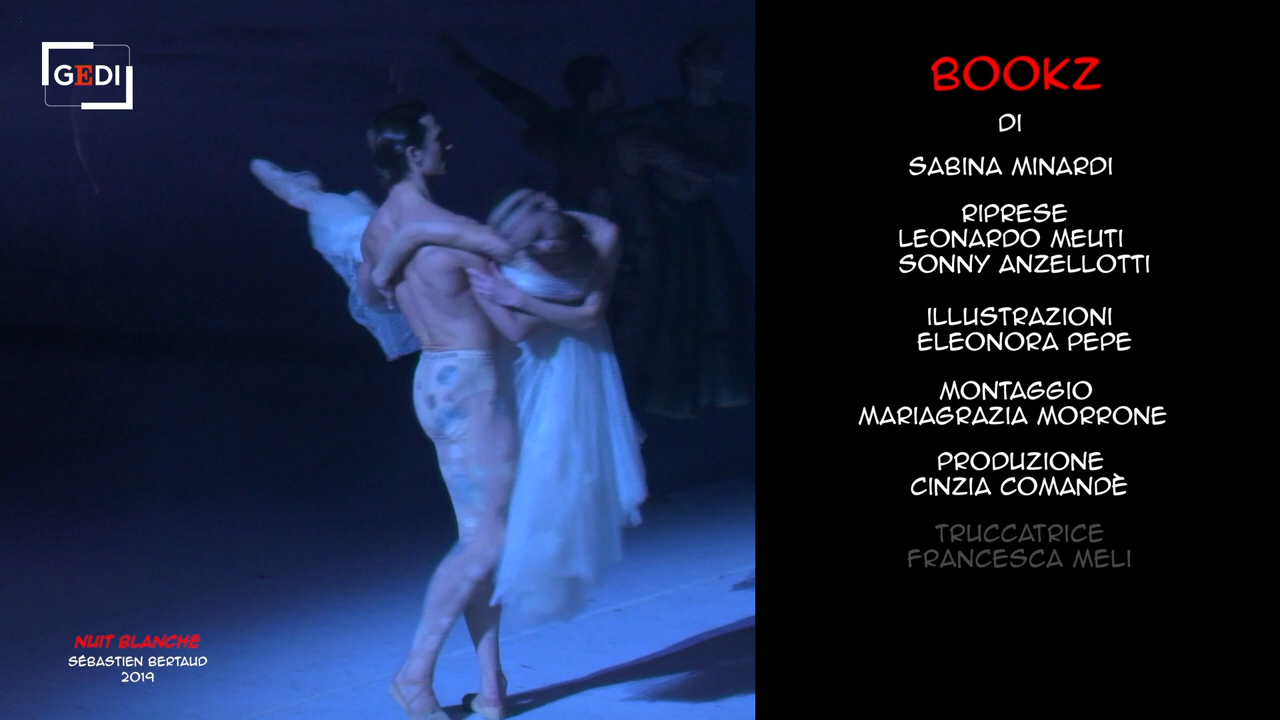 GEDI
BOOKZ
DI
SABINA MINARDI
RIPRESE
LEONARDO MEUTI
SONNY ANZELLOTTI
ILLUSTRAZIONI
ELEONORA PEPE
MONTAGGIO
MARIAGRAZIA MORRONE
PRODUZIONE
CINZIA COMANDÈ
TRUCCATRICE
FRANCESCA MELI
NUIT BLANCHE
SÉBASTIEN BERTAUD
2019